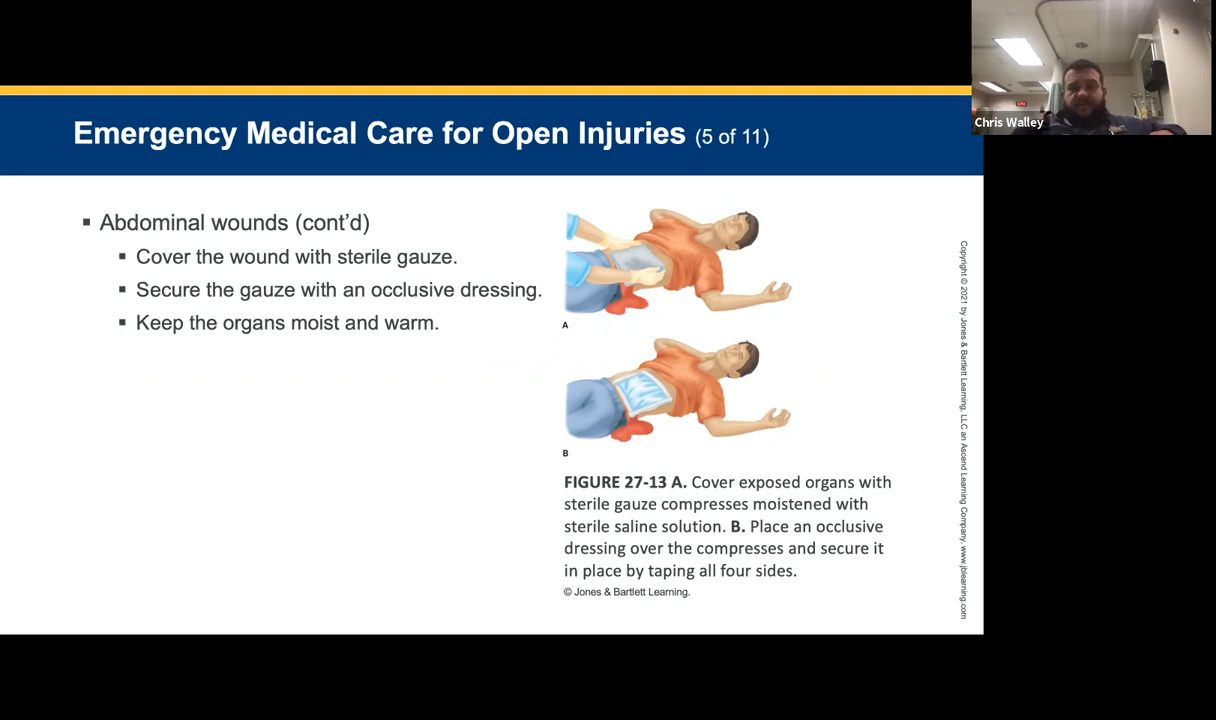 Chris Walley
Emergency Medical Care for Open Injuries (5 of 11)
▪ Abdominal wounds (cont'd)
▪ Cover the wound with sterile gauze.
▪ Secure the gauze with an occlusive dressing.
▪ Keep the organs moist and warm.
A
B
FIGURE 27-13 A. Cover exposed organs with
sterile gauze compresses moistened with
sterile saline solution. B. Place an occlusive
dressing over the compresses and secure it
in place by taping all four sides.
© Jones & Bartlett Learning.
Copyright © 2021 by Jones & Bartlett Learning, LLC an Ascend Learning Company. www.jblearning.com